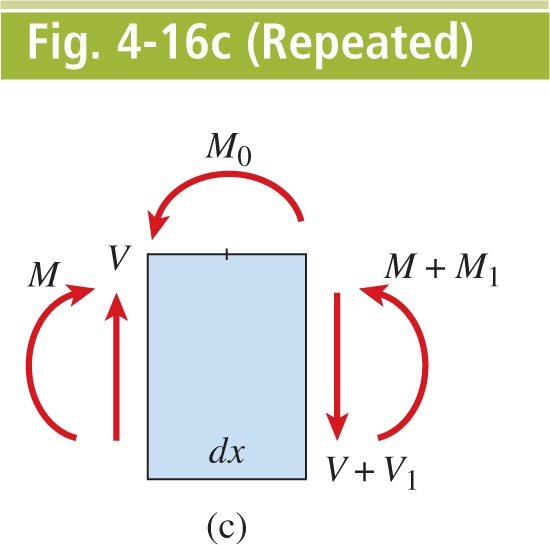 Fig. 4-16c (Repeated)
M₀
V
M
M + M₁
dx
V + V₁
(c)